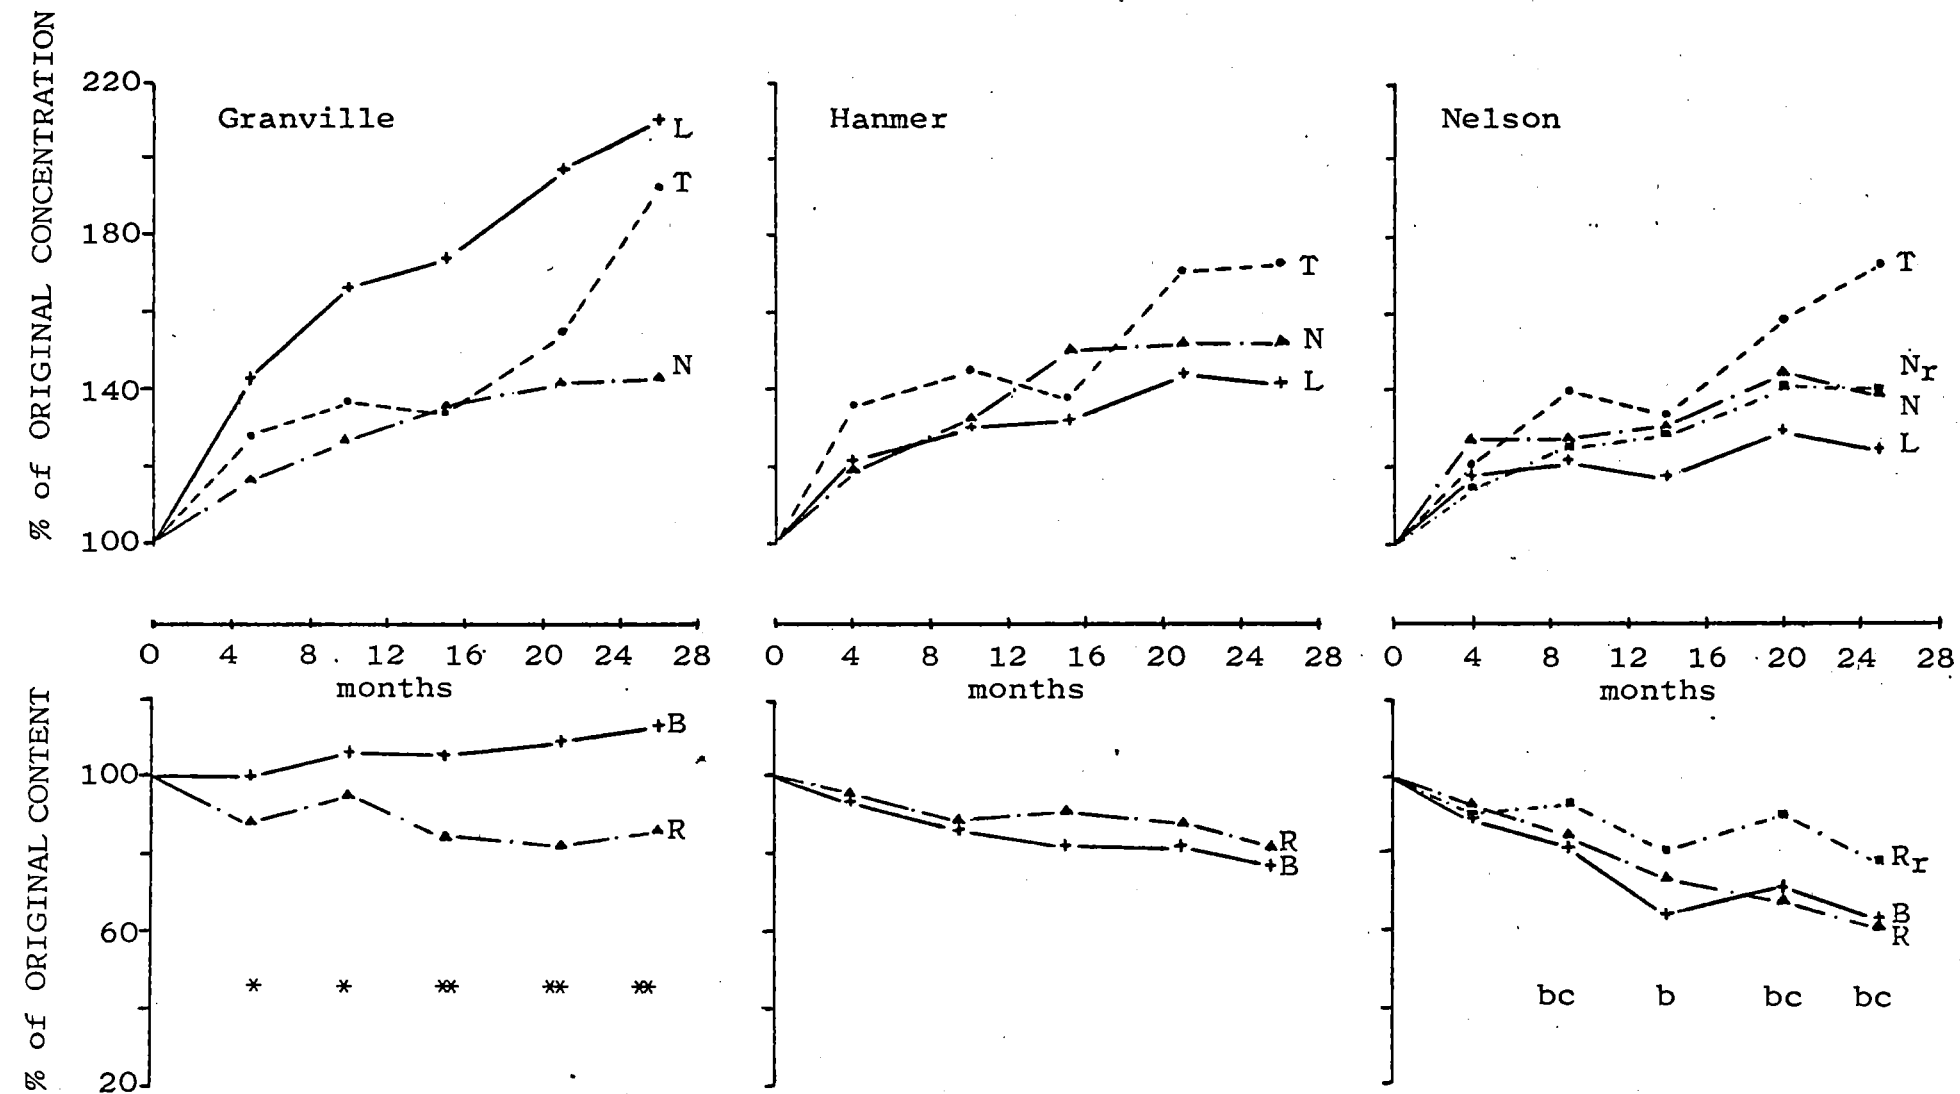 % of ORIGINAL CONCENTRATION
220
180
140
100
Granville
L
T
N
Hanmer
T
N
L
Nelson
T
Nr
N
L
0 4 8 12 16 20 24 28
months
0 4 8 12 16 20 24 28
months
0 4 8 12 16 20 24 28
months
% of ORIGINAL CONTENT
100
60
20
B
R
* * ** ** **
R
B
Rr
B
R
bc b bc bc